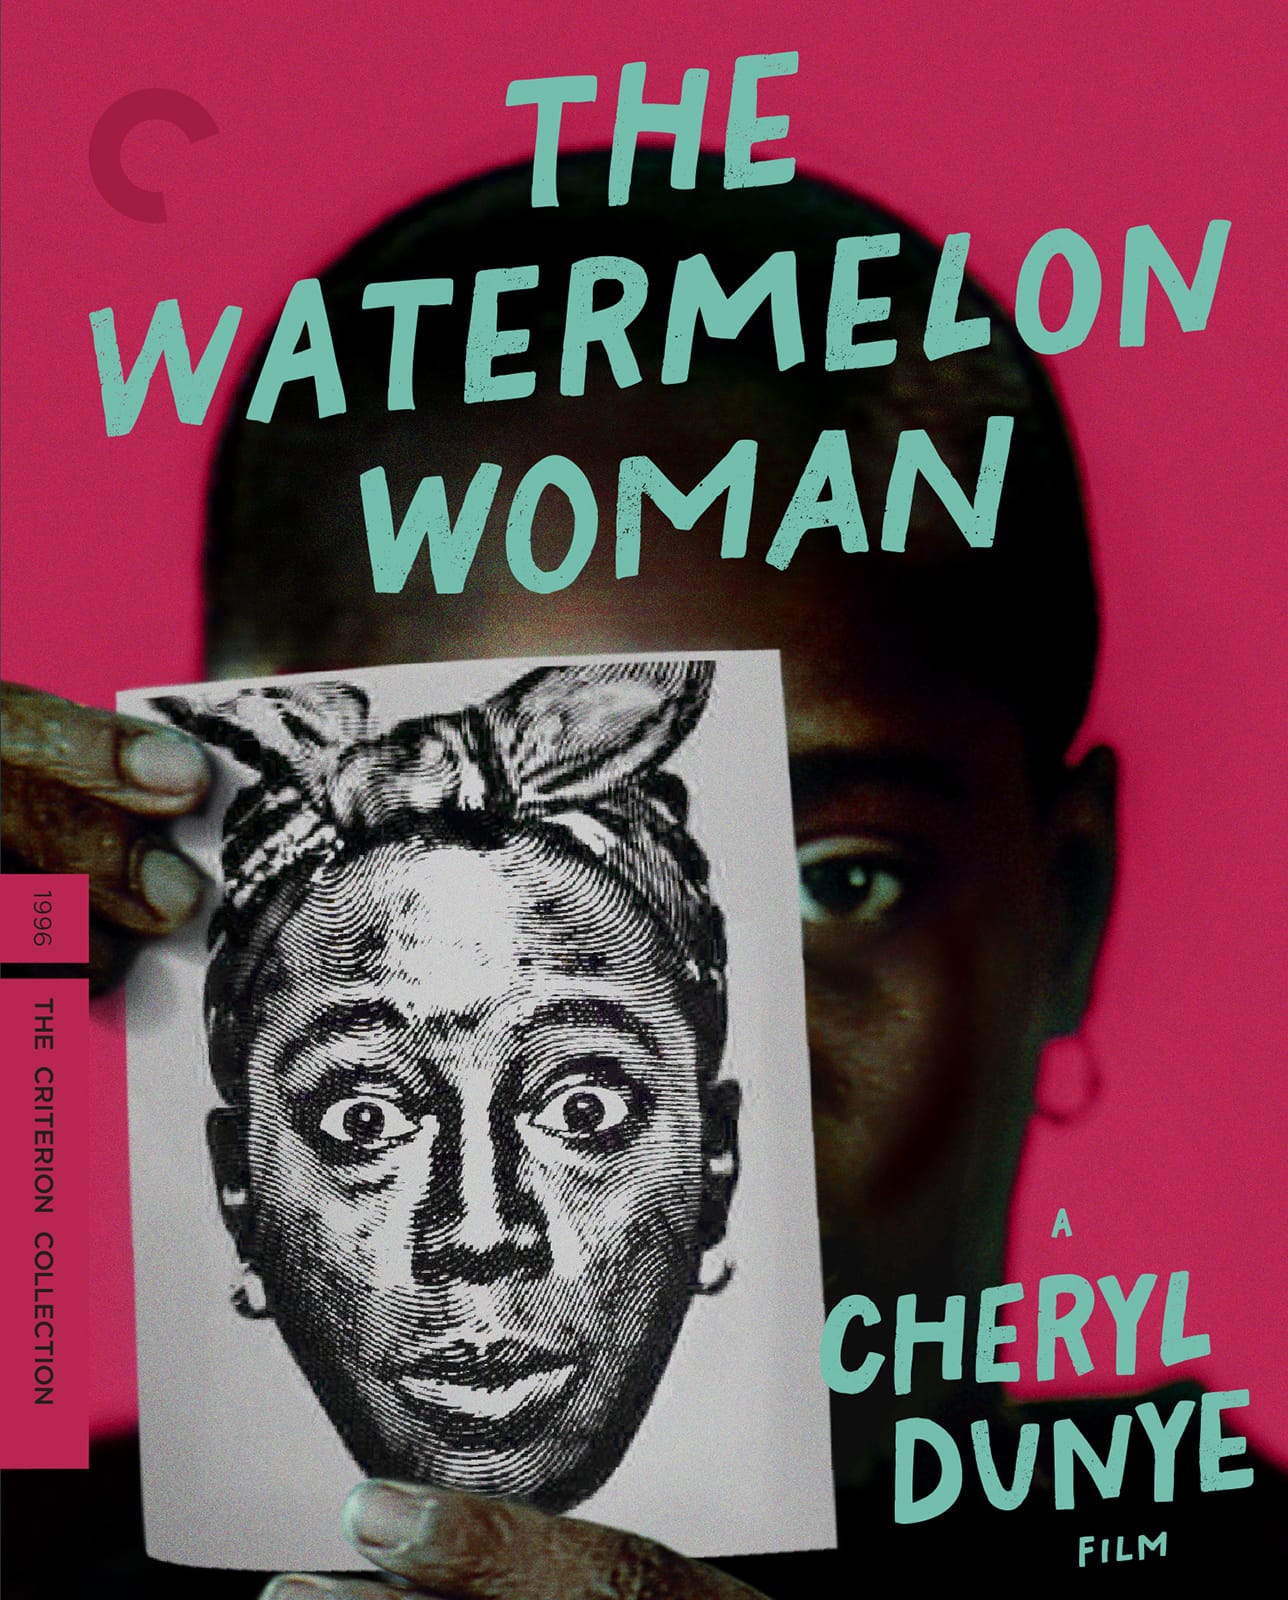 THE
WATERMELON
WOMAN
1996
THE CRITERION COLLECTION
A
CHERYL
DUNYE
FILM